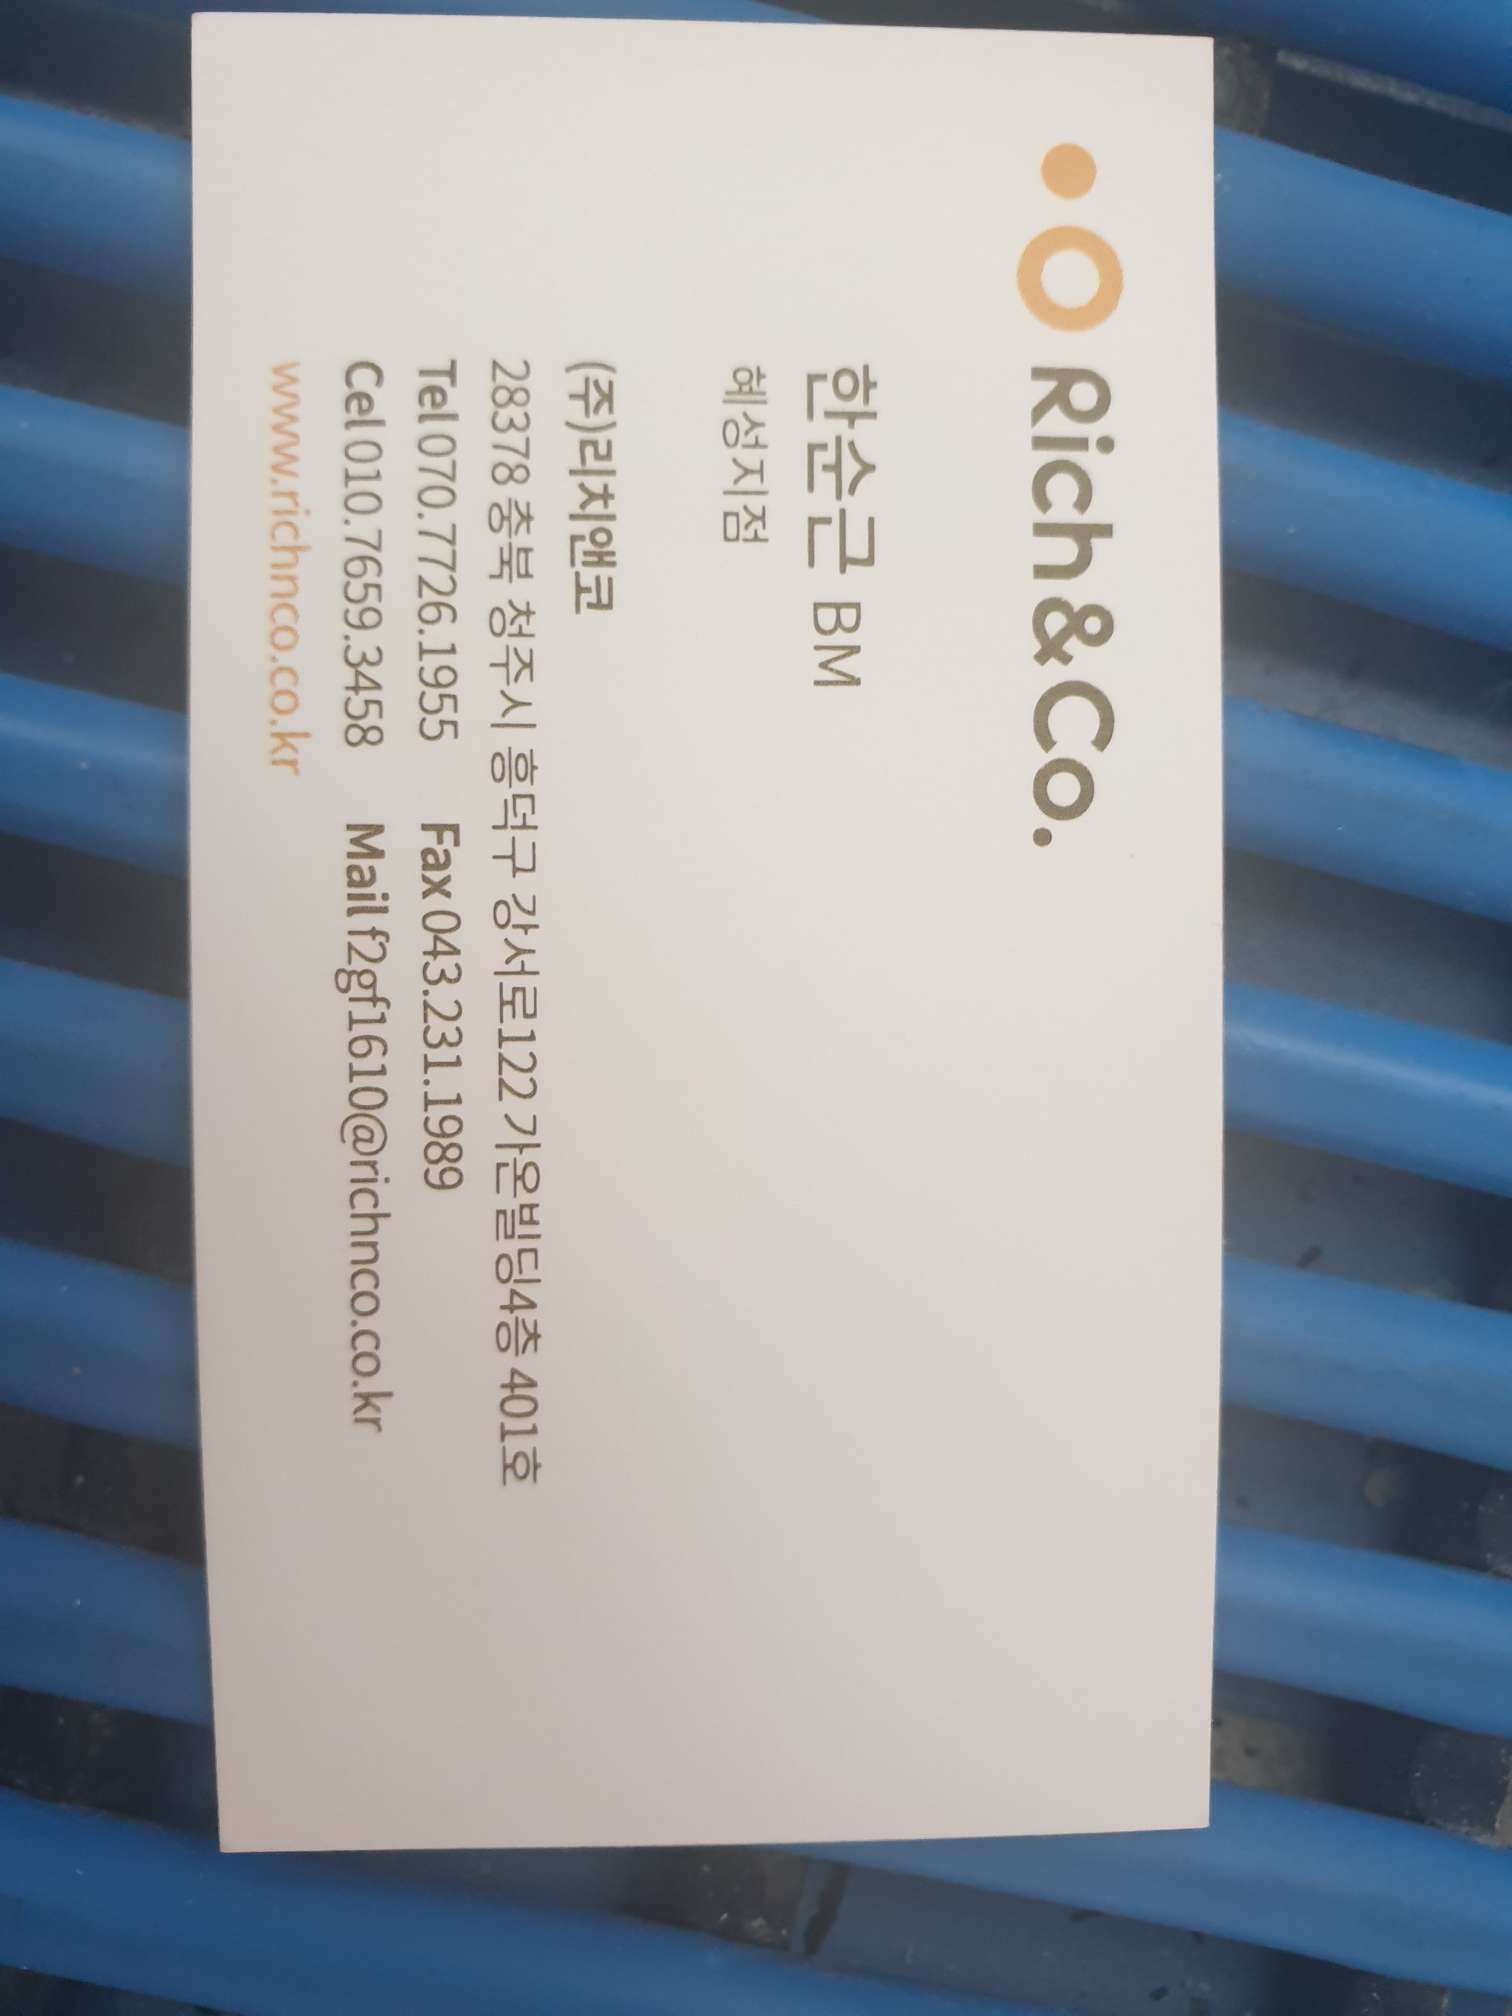 Rich & Co.
한순근 BM
혜성지점
(주)리치앤코
28378 충북 청주시 흥덕구 강서로122 가온빌딩4층 401호
Tel 070.7726.1955 Fax 043.231.1989
Cel 010.7659.3458 Mail f2gf1610@richnco.co.kr
www.richnco.co.kr